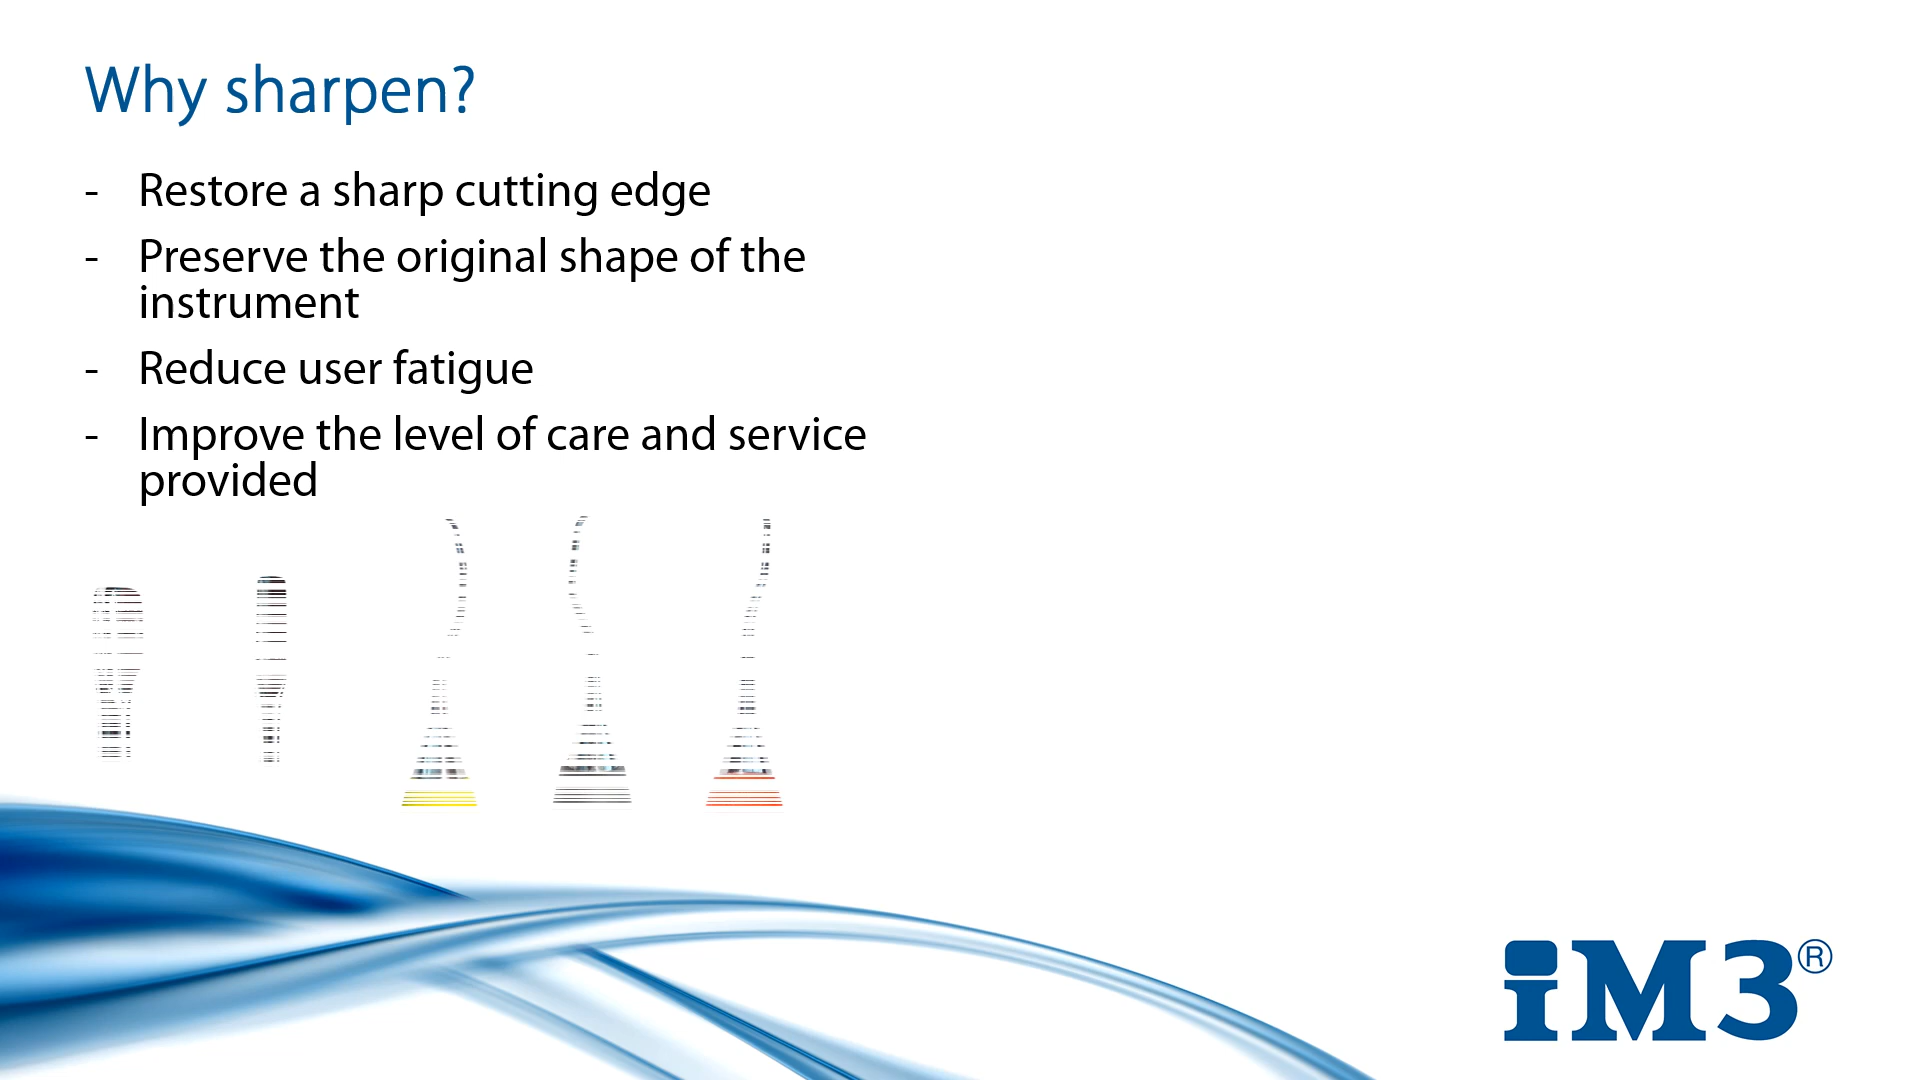 Why sharpen?
- Restore a sharp cutting edge
- Preserve the original shape of the
instrument
- Reduce user fatigue
- Improve the level of care and service
provided
iM3®